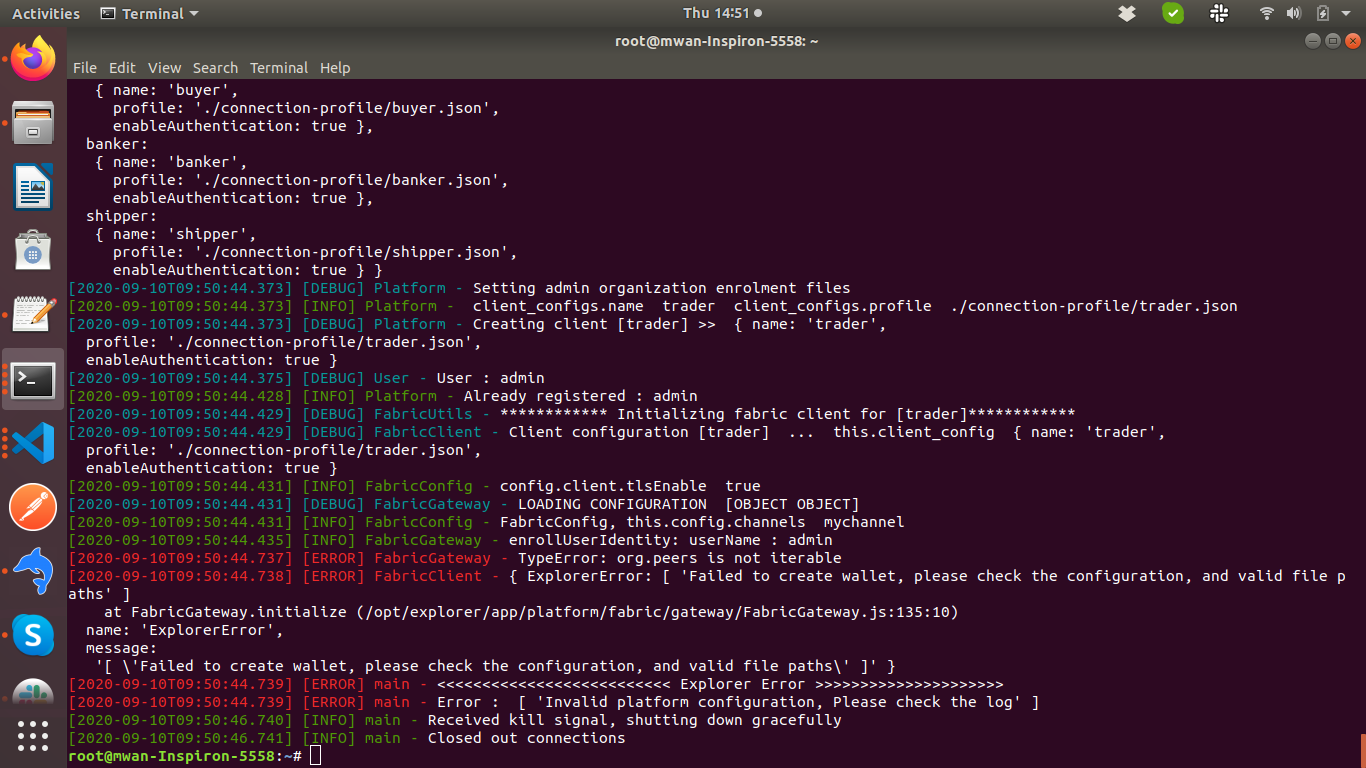 Activities Terminal Thu 14:51
root@mwan-Inspiron-5558: ~
File Edit View Search Terminal Help
{ name: 'buyer',
profile: './connection-profile/buyer.json',
enableAuthentication: true },
banker:
{ name: 'banker',
profile: './connection-profile/banker.json',
enableAuthentication: true },
shipper:
{ name: 'shipper',
profile: './connection-profile/shipper.json',
enableAuthentication: true } }
[2020-09-10T09:50:44.373] [DEBUG] Platform - Setting admin organization enrolment files
[2020-09-10T09:50:44.373] [INFO] Platform -  client_configs.name  trader  client_configs.profile  ./connection-profile/trader.json
[2020-09-10T09:50:44.373] [DEBUG] Platform - Creating client [trader] >>  { name: 'trader',
profile: './connection-profile/trader.json',
enableAuthentication: true }
[2020-09-10T09:50:44.375] [DEBUG] User - User : admin
[2020-09-10T09:50:44.428] [INFO] Platform - Already registered : admin
[2020-09-10T09:50:44.429] [DEBUG] FabricUtils - ************ Initializing fabric client for [trader]************
[2020-09-10T09:50:44.429] [DEBUG] FabricClient - Client configuration [trader]  ...  this.client_config  { name: 'trader',
profile: './connection-profile/trader.json',
enableAuthentication: true }
[2020-09-10T09:50:44.431] [INFO] FabricConfig - config.client.tlsEnable  true
[2020-09-10T09:50:44.431] [DEBUG] FabricGateway - LOADING CONFIGURATION  [OBJECT OBJECT]
[2020-09-10T09:50:44.431] [INFO] FabricConfig - FabricConfig, this.config.channels  mychannel
[2020-09-10T09:50:44.435] [INFO] FabricGateway - enrollUserIdentity: userName : admin
[2020-09-10T09:50:44.737] [ERROR] FabricGateway - TypeError: org.peers is not iterable
[2020-09-10T09:50:44.738] [ERROR] FabricClient - { ExplorerError: [ 'Failed to create wallet, please check the configuration, and valid file p
aths' ]
at FabricGateway.initialize (/opt/explorer/app/platform/fabric/gateway/FabricGateway.js:135:10)
name: 'ExplorerError',
message:
'[ \'Failed to create wallet, please check the configuration, and valid file paths\' ]' }
[2020-09-10T09:50:44.739] [ERROR] main - <<<<<<<<<<<<<<<<<<<<<<<<<< Explorer Error >>>>>>>>>>>>>>>>>>>>>
[2020-09-10T09:50:44.739] [ERROR] main - Error :  [ 'Invalid platform configuration, Please check the log' ]
[2020-09-10T09:50:46.740] [INFO] main - Received kill signal, shutting down gracefully
[2020-09-10T09:50:46.741] [INFO] main - Closed out connections
root@mwan-Inspiron-5558:~#